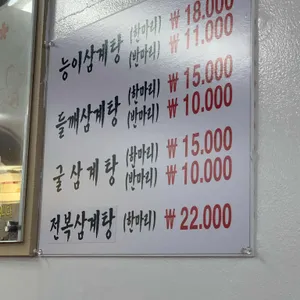 능이삼계탕 (한마리) ₩ 18.000
(반마리) ₩ 11.000
들깨삼계탕 (한마리) ₩ 15.000
(반마리) ₩ 10.000
굴삼계탕 (한마리) ₩ 15.000
(반마리) ₩ 10.000
전복삼계탕 (한마리) ₩ 22.000